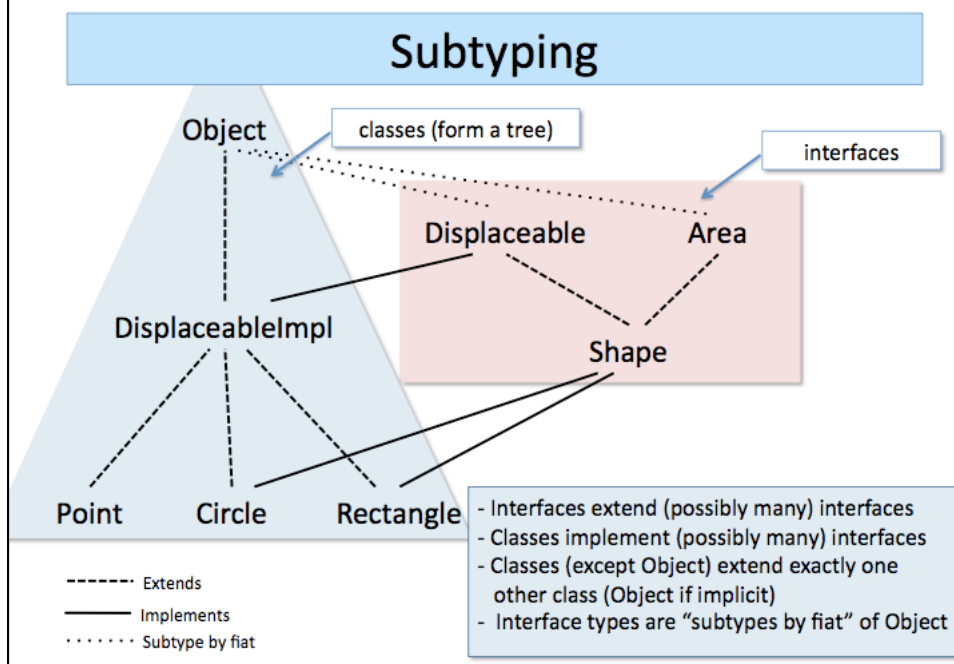 Subtyping
Object
classes (form a tree)
interfaces
Displaceable
Area
DisplaceableImpl
Shape
Point
Circle
Rectangle
- Interfaces extend (possibly many) interfaces
- Classes implement (possibly many) interfaces
- Classes (except Object) extend exactly one
other class (Object if implicit)
- Interface types are “subtypes by fiat” of Object
Extends
Implements
Subtype by fiat